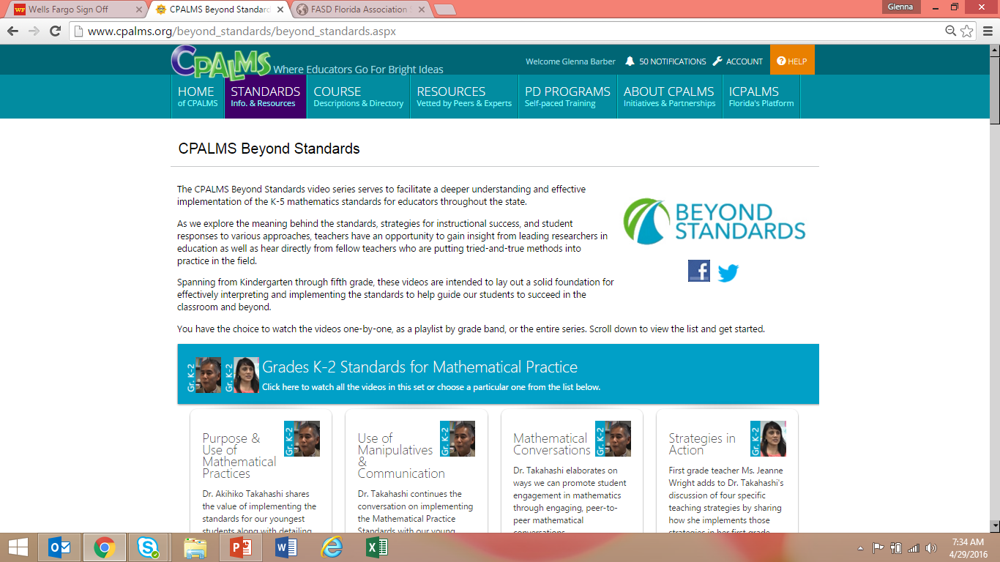 Wells Fargo Sign Off
CPALMS Beyond Standard
FASD Florida Association
Glenna
www.cpalms.org/beyond_standards/beyond_standards.aspx
CPALMS
Where Educators Go For Bright Ideas
Welcome Glenna Barber
50 NOTIFICATIONS
ACCOUNT
HELP
HOME
of CPALMS
STANDARDS
Info. & Resources
COURSE
Descriptions & Directory
RESOURCES
Vetted by Peers & Experts
PD PROGRAMS
Self-paced Training
ABOUT CPALMS
Initiatives & Partnerships
ICPALMS
Florida's Platform
CPALMS Beyond Standards
The CPALMS Beyond Standards video series serves to facilitate a deeper understanding and effective
implementation of the K-5 mathematics standards for educators throughout the state.
As we explore the meaning behind the standards, strategies for instructional success, and student
responses to various approaches, teachers have an opportunity to gain insight from leading researchers in
education as well as hear directly from fellow teachers who are putting tried-and-true methods into
practice in the field.
Spanning from Kindergarten through fifth grade, these videos are intended to lay out a solid foundation for
effectively interpreting and implementing the standards to help guide our students to succeed in the
classroom and beyond.
You have the choice to watch the videos one-by-one, as a playlist by grade band, or the entire series. Scroll down to view the list and get started.
BEYOND
STANDARDS
Gr. K-2
Gr. K-2
Grades K-2 Standards for Mathematical Practice
Click here to watch all the videos in this set or choose a particular one from the list below.
Purpose &
Use of
Mathematical
Practices
Gr. K-2
Dr. Akihiko Takahashi shares
the value of implementing the
standards for our youngest
students along with detailing
Use of
Manipulatives
&
Communication
Gr. K-2
Dr. Takahashi continues the
conversation on implementing
the Mathematical Practice
Standards with our young
Mathematical
Conversations
Gr. K-2
Dr. Takahashi elaborates on
ways we can promote student
engagement in mathematics
through engaging, peer-to-
peer mathematical
conversations
Strategies in
Action
Gr. K-2
First grade teacher Ms. Jeanne
Wright adds to Dr. Takahashi's
discussion of four specific
teaching strategies by sharing
how she implements those
strategies in her first grade
7:34 AM
4/29/2016